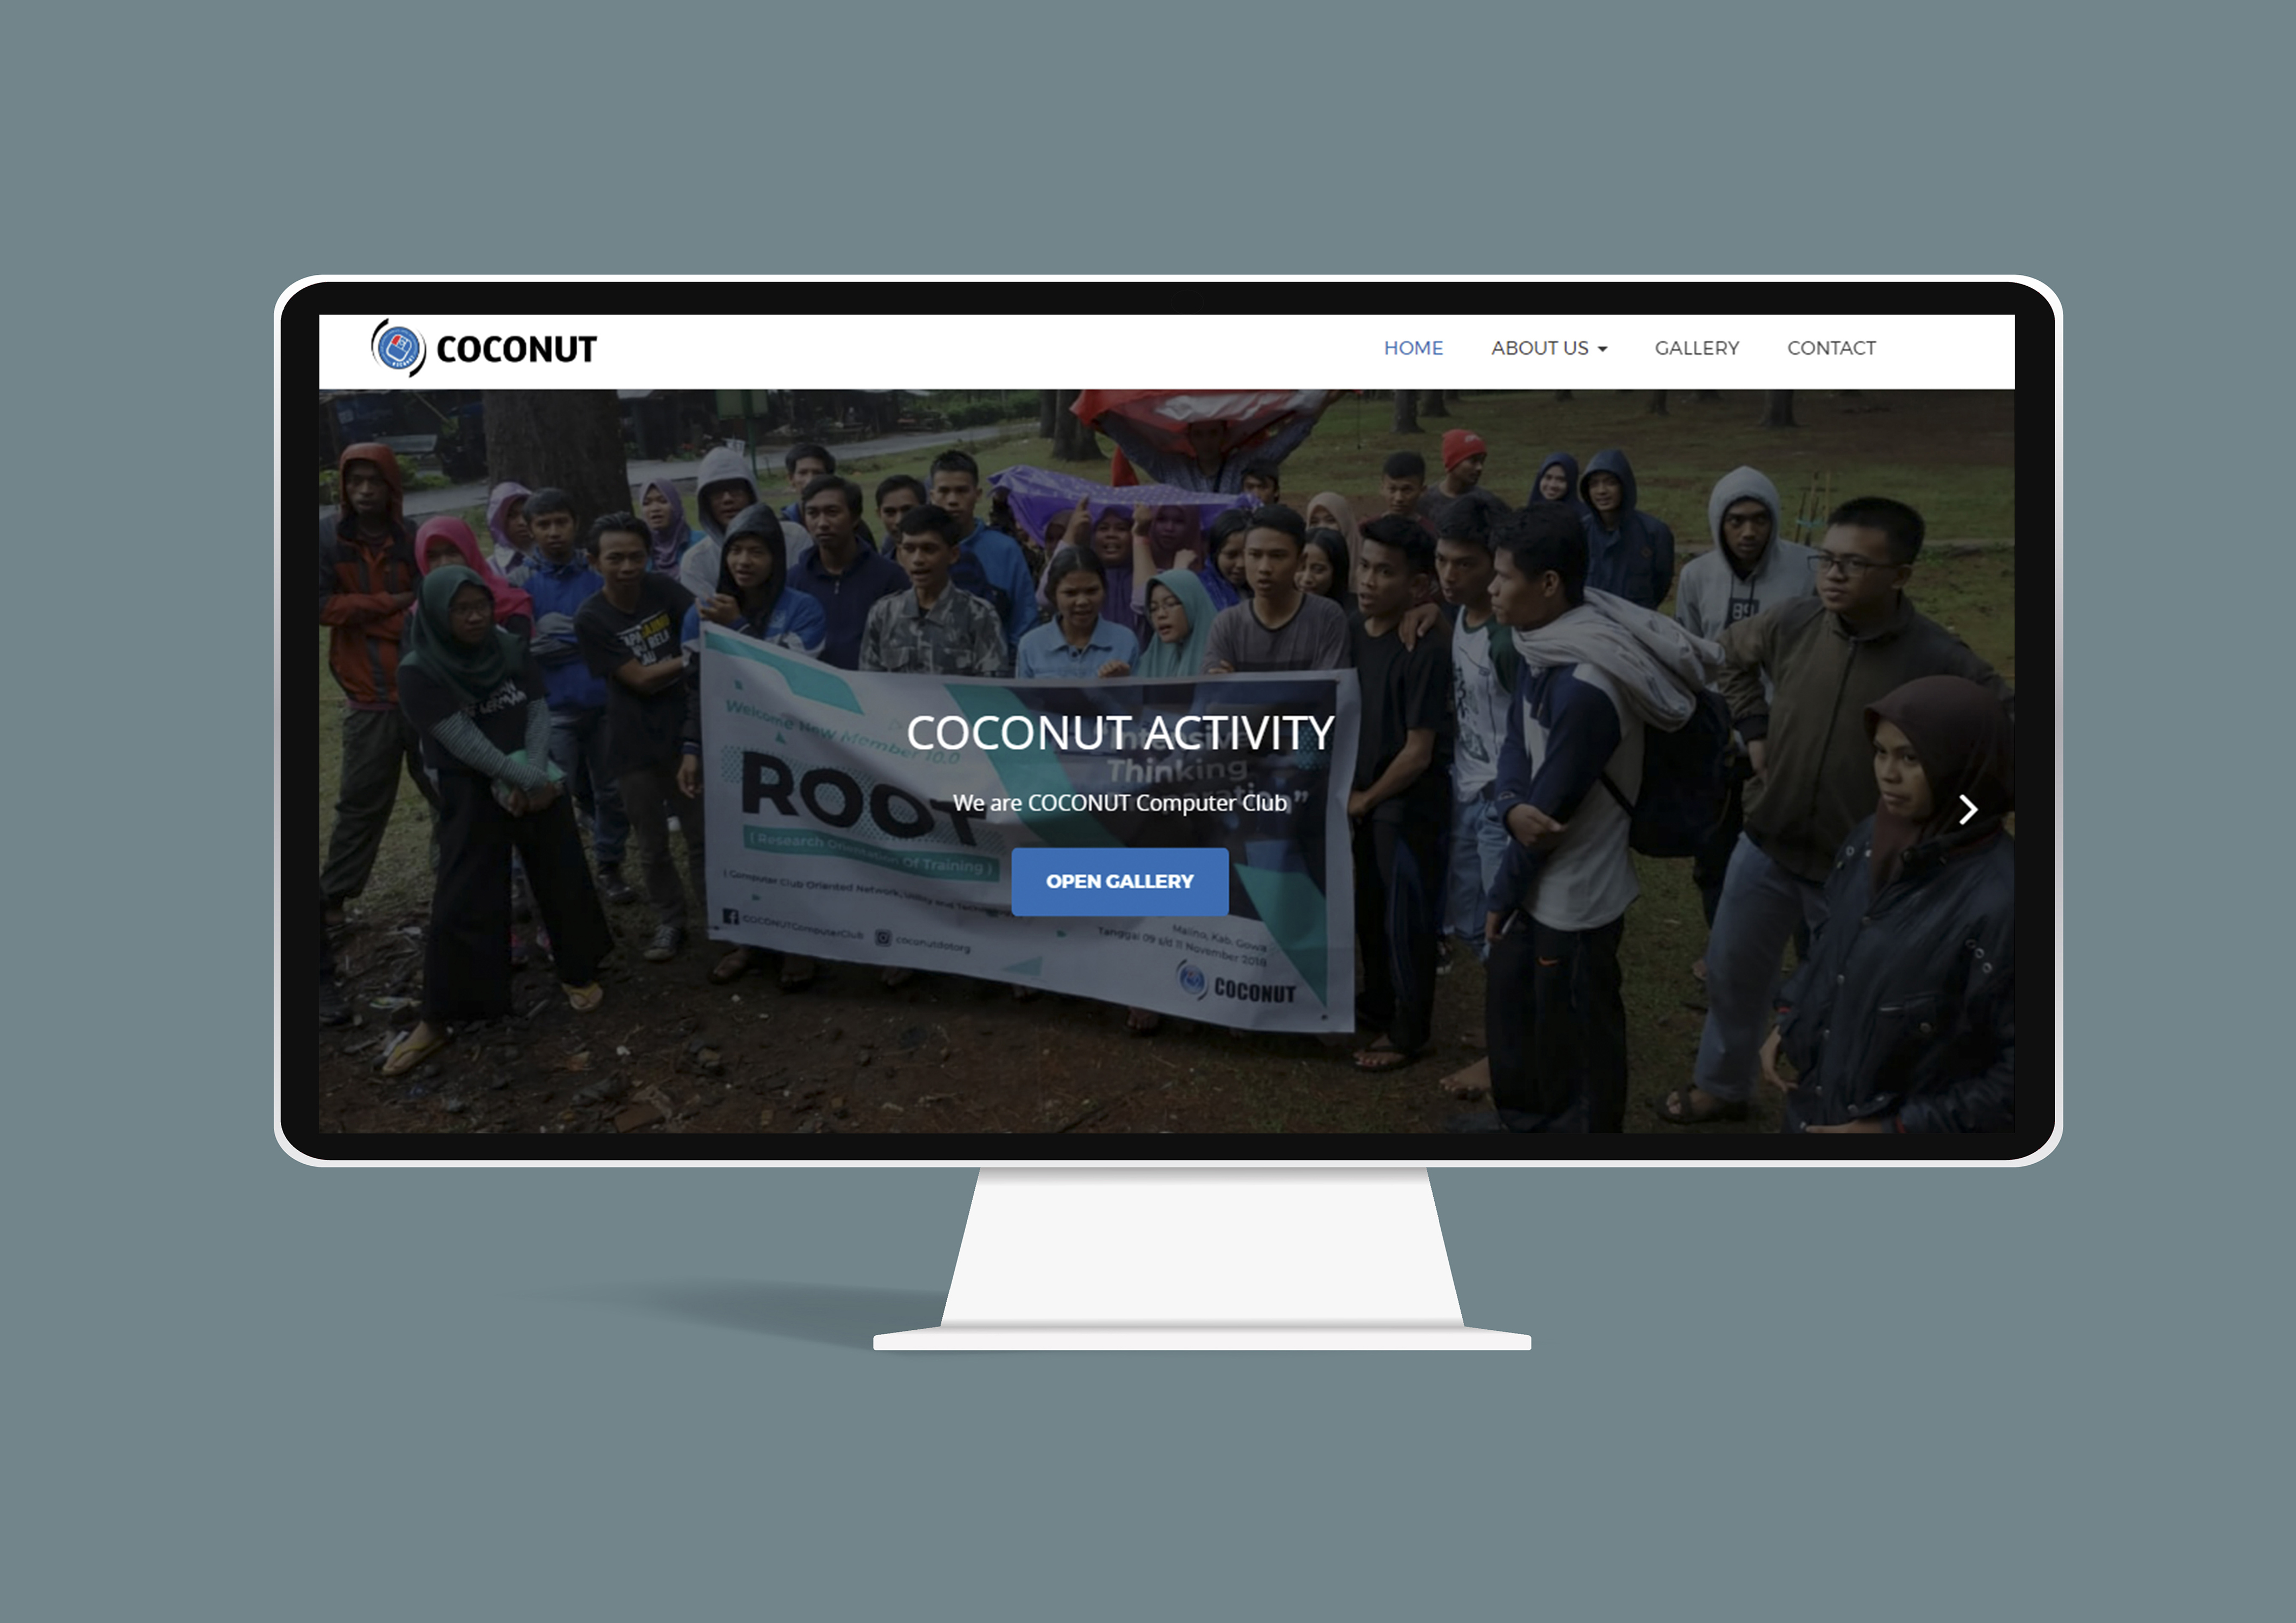 COCONUT
HOME
ABOUT US
GALLERY
CONTACT
COCONUT ACTIVITY
We are COCONUT Computer Club
OPEN GALLERY
Welcome New Member 10.0
ROOT
( Research Orientation Of Training )
( Computer Club Oriented Network, Utility and
COCONUTComputerClub
coconutdotorg
"Intensive
Thinking
Malino, Kab. Gowa
Tanggal 09 s/d 11 November 2018
COCONUT
89